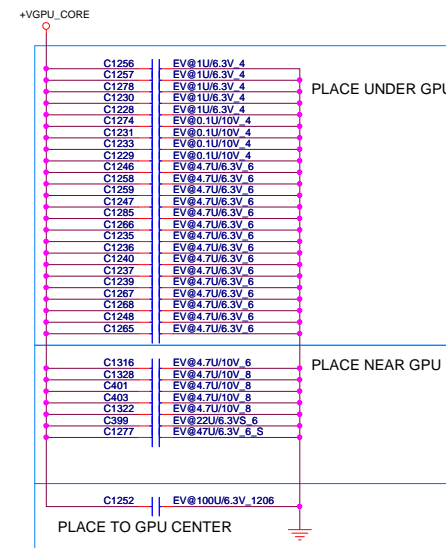 +VGPU_CORE
C1256 EV@1U/6.3V_4
C1257 EV@1U/6.3V_4
C1278 EV@1U/6.3V_4
C1230 EV@1U/6.3V_4
C1228 EV@1U/6.3V_4
C1274 EV@0.1U/10V_4
C1231 EV@0.1U/10V_4
C1233 EV@0.1U/10V_4
C1229 EV@0.1U/10V_4
C1246 EV@4.7U/6.3V_6
C1258 EV@4.7U/6.3V_6
C1259 EV@4.7U/6.3V_6
C1247 EV@4.7U/6.3V_6
C1285 EV@4.7U/6.3V_6
C1266 EV@4.7U/6.3V_6
C1235 EV@4.7U/6.3V_6
C1236 EV@4.7U/6.3V_6
C1240 EV@4.7U/6.3V_6
C1237 EV@4.7U/6.3V_6
C1239 EV@4.7U/6.3V_6
C1267 EV@4.7U/6.3V_6
C1268 EV@4.7U/6.3V_6
C1248 EV@4.7U/6.3V_6
C1265 EV@4.7U/6.3V_6
PLACE UNDER GPU
C1316 EV@4.7U/10V_6
C1328 EV@4.7U/10V_8
C401 EV@4.7U/10V_8
C403 EV@4.7U/10V_8
C1322 EV@4.7U/10V_8
C399 EV@22U/6.3VS_6
C1277 EV@47U/6.3V_6_S
PLACE NEAR GPU
C1252 EV@100U/6.3V_1206
PLACE TO GPU CENTER